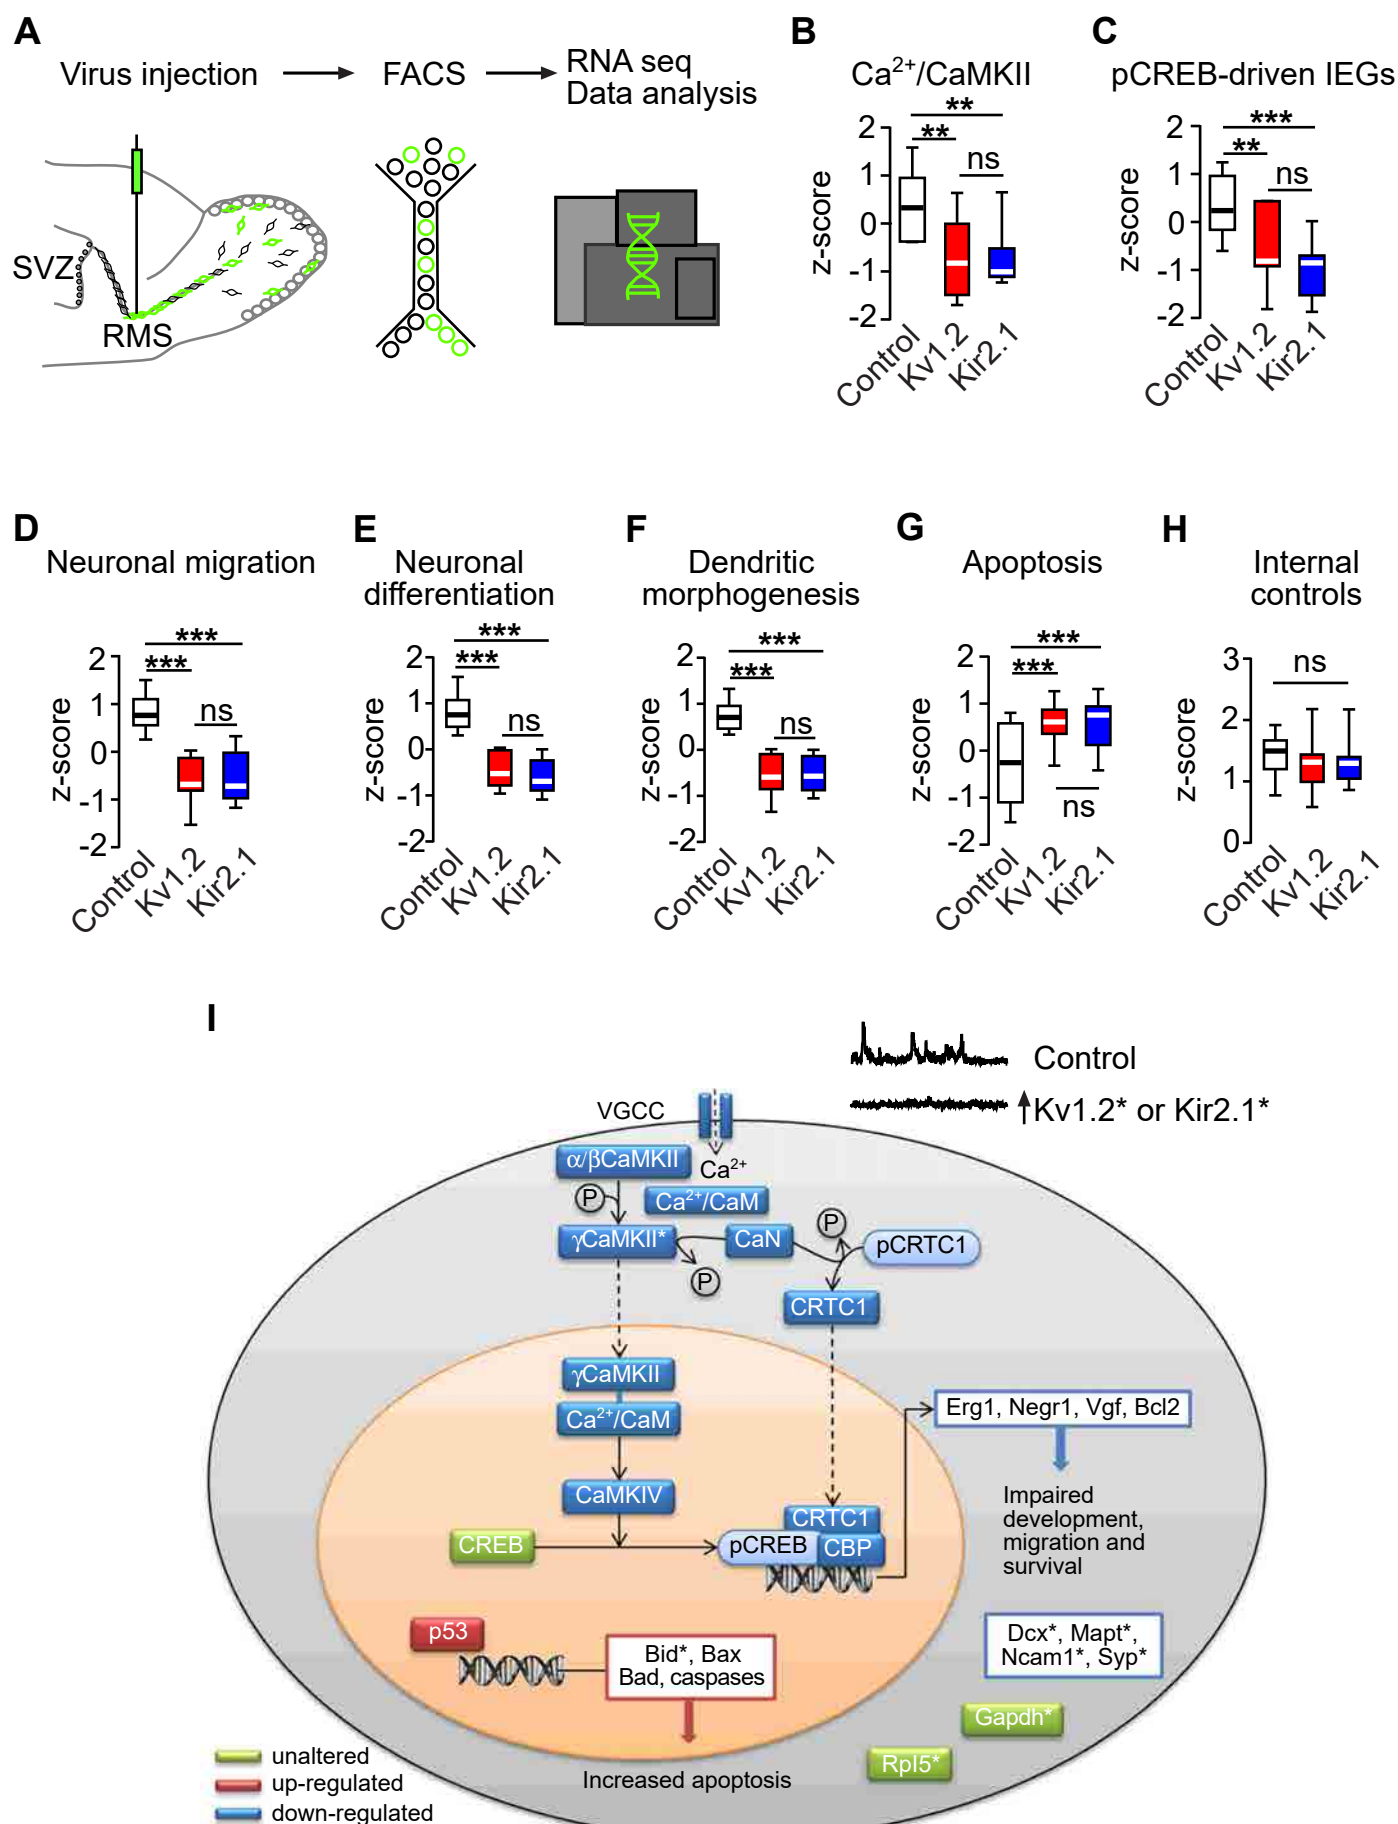 A
Virus injection
FACS
RNA seq
Data analysis
SVZ
RMS
B
Ca²⁺/CaMKII
**
**
ns
z-score
2
1
0
-1
-2
Control
Kv1.2
Kir2.1
C
pCREB-driven IEGs
***
**
ns
z-score
2
1
0
-1
-2
Control
Kv1.2
Kir2.1
D
Neuronal migration
***
***
ns
z-score
2
1
0
-1
-2
Control
Kv1.2
Kir2.1
E
Neuronal
differentiation
***
***
ns
z-score
2
1
0
-1
-2
Control
Kv1.2
Kir2.1
F
Dendritic
morphogenesis
***
***
ns
z-score
2
1
0
-1
-2
Control
Kv1.2
Kir2.1
G
Apoptosis
***
***
ns
z-score
2
1
0
-1
-2
Control
Kv1.2
Kir2.1
H
Internal
controls
ns
z-score
3
2
1
0
Control
Kv1.2
Kir2.1
I
Control
Kv1.2* or Kir2.1*
VGCC
α/βCaMKII
Ca²⁺
P
Ca²⁺/CaM
γCaMKII*
CaN
P
pCRTC1
P
CRTC1
γCaMKII
Ca²⁺/CaM
CaMKIV
CREB
CRTC1
pCREB
CBP
Erg1, Negr1, Vgf, Bcl2
Impaired
development,
migration and
survival
p53
Bid*, Bax
Bad, caspases
Increased apoptosis
Dcx*, Mapt*,
Ncam1*, Syp*
Gapdh*
Rpl5*
unaltered
up-regulated
down-regulated